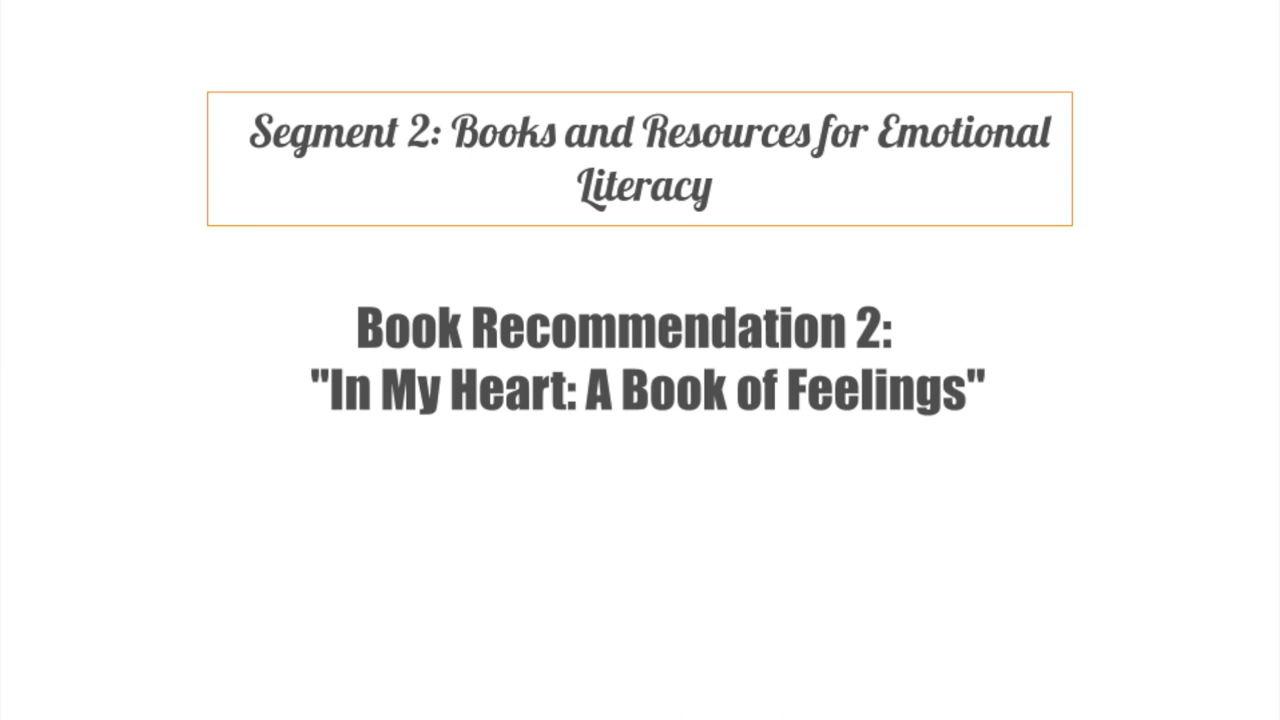 Segment 2: Books and Resources for Emotional
Literacy
Book Recommendation 2:
"In My Heart: A Book of Feelings"